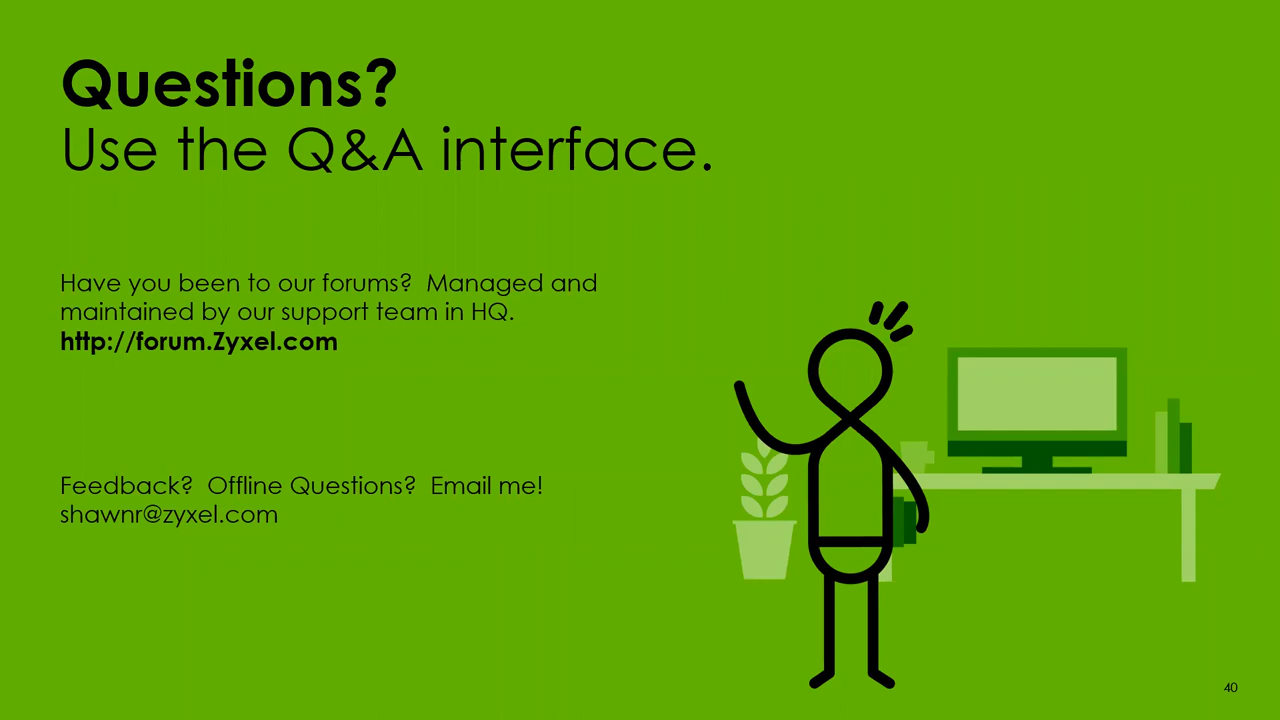 Questions?
Use the Q&A interface.
Have you been to our forums?  Managed and
maintained by our support team in HQ.
http://forum.Zyxel.com
Feedback?  Offline Questions?  Email me!
shawnr@zyxel.com
40